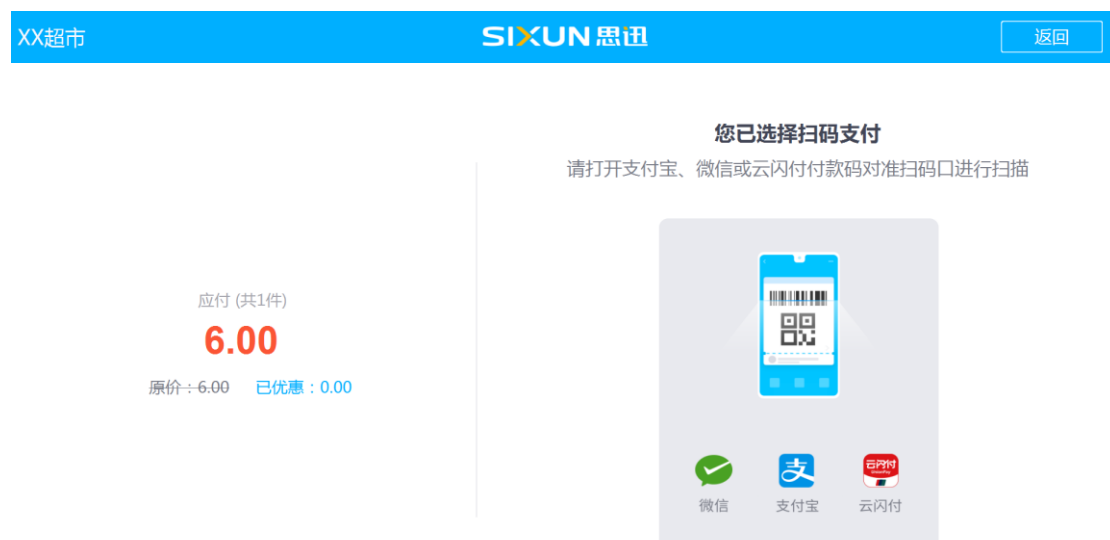 XX超市
SIXUN思迅
返回
您已选择扫码支付
请打开支付宝、微信或云闪付付款码对准扫码口进行扫描
应付 (共1件)
6.00
原价：6.00 已优惠：0.00
支
云闪付
微信 支付宝 云闪付